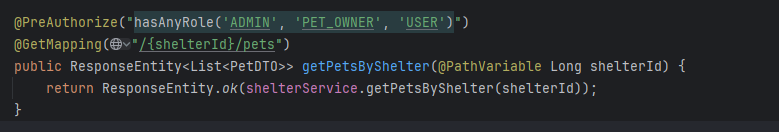 @PreAuthorize("hasAnyRole('ADMIN', 'PET_OWNER', 'USER')")
@GetMapping("/{shelterId}/pets")
public ResponseEntity<List<PetDTO>> getPetsByShelter(@PathVariable Long shelterId) {
    return ResponseEntity.ok(shelterService.getPetsByShelter(shelterId));
}